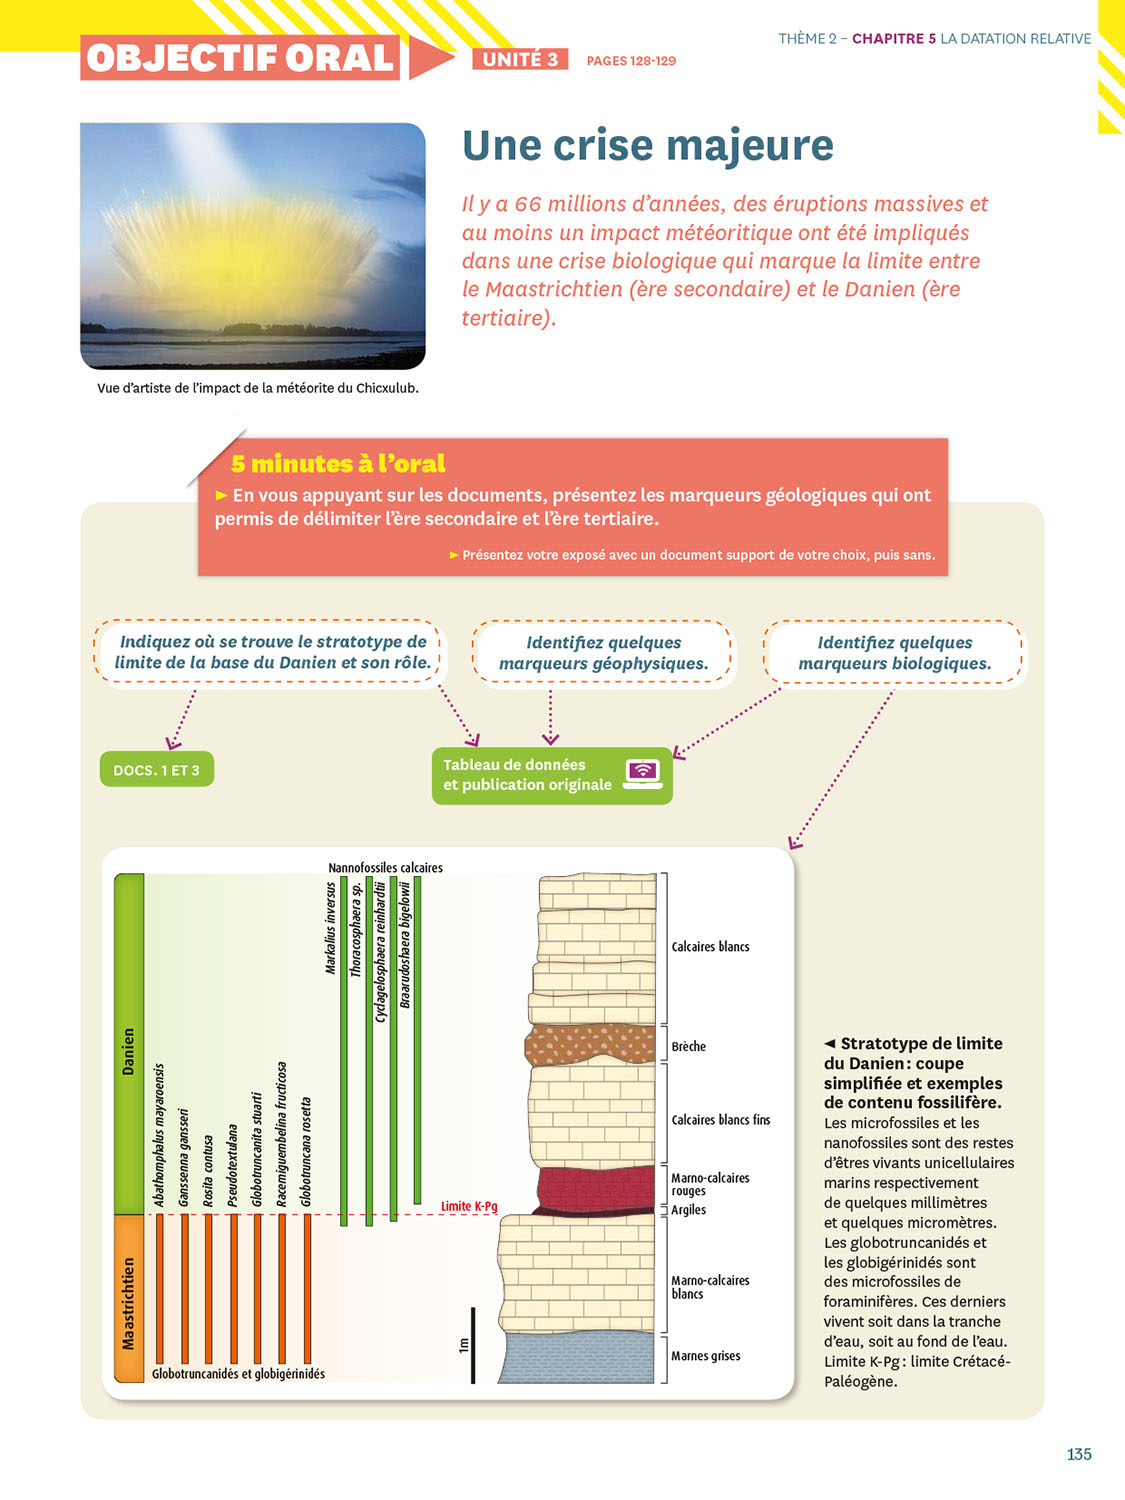 THÈME 2 – CHAPITRE 5 LA DATATION RELATIVE
OBJECTIF ORAL
UNITÉ 3
PAGES 128-129
Une crise majeure
Il y a 66 millions d'années, des éruptions massives et
au moins un impact météoritique ont été impliqués
dans une crise biologique qui marque la limite entre
le Maastrichtien (ère secondaire) et le Danien (ère
tertiaire).
Vue d'artiste de l'impact de la météorite du Chicxulub.
5 minutes à l'oral
► En vous appuyant sur les documents, présentez les marqueurs géologiques qui ont
permis de délimiter l'ère secondaire et l'ère tertiaire.
► Présentez votre exposé avec un document support de votre choix, puis sans.
Indiquez où se trouve le stratotype de
limite de la base du Danien et son rôle.
Identifiez quelques
marqueurs géophysiques.
Identifiez quelques
marqueurs biologiques.
DOCS. 1 ET 3
Tableau de données
et publication originale
Nannofossiles calcaires
Markalius inversus
Thoracosphaera sp.
Cyclagelosphaera reinhardtii
Braarudoshaera bigelowii
Danien
Maastrichtien
Abathomphalus mayaroensis
Ganssenna gansseri
Rosita contusa
Pseudotextulana
Globotruncanita stuarti
Racemiguembelina fructicosa
Globotruncana rosetta
Globotruncanidés et globigérinidés
Limite K-Pg
1m
Calcaires blancs
Brèche
Calcaires blancs fins
Marno-calcaires
rouges
Argiles
Marno-calcaires
blancs
Marnes grises
◄ Stratotype de limite
du Danien : coupe
simplifiée et exemples
de contenu fossilifère.
Les microfossiles et les
nanofossiles sont des restes
d'êtres vivants unicellulaires
marins respectivement
de quelques millimètres
et quelques micromètres.
Les globotruncanidés et
les globigérinidés sont
des microfossiles de
foraminifères. Ces derniers
vivent soit dans la tranche
d'eau, soit au fond de l'eau.
Limite K-Pg : limite Crétacé-
Paléogène.
135